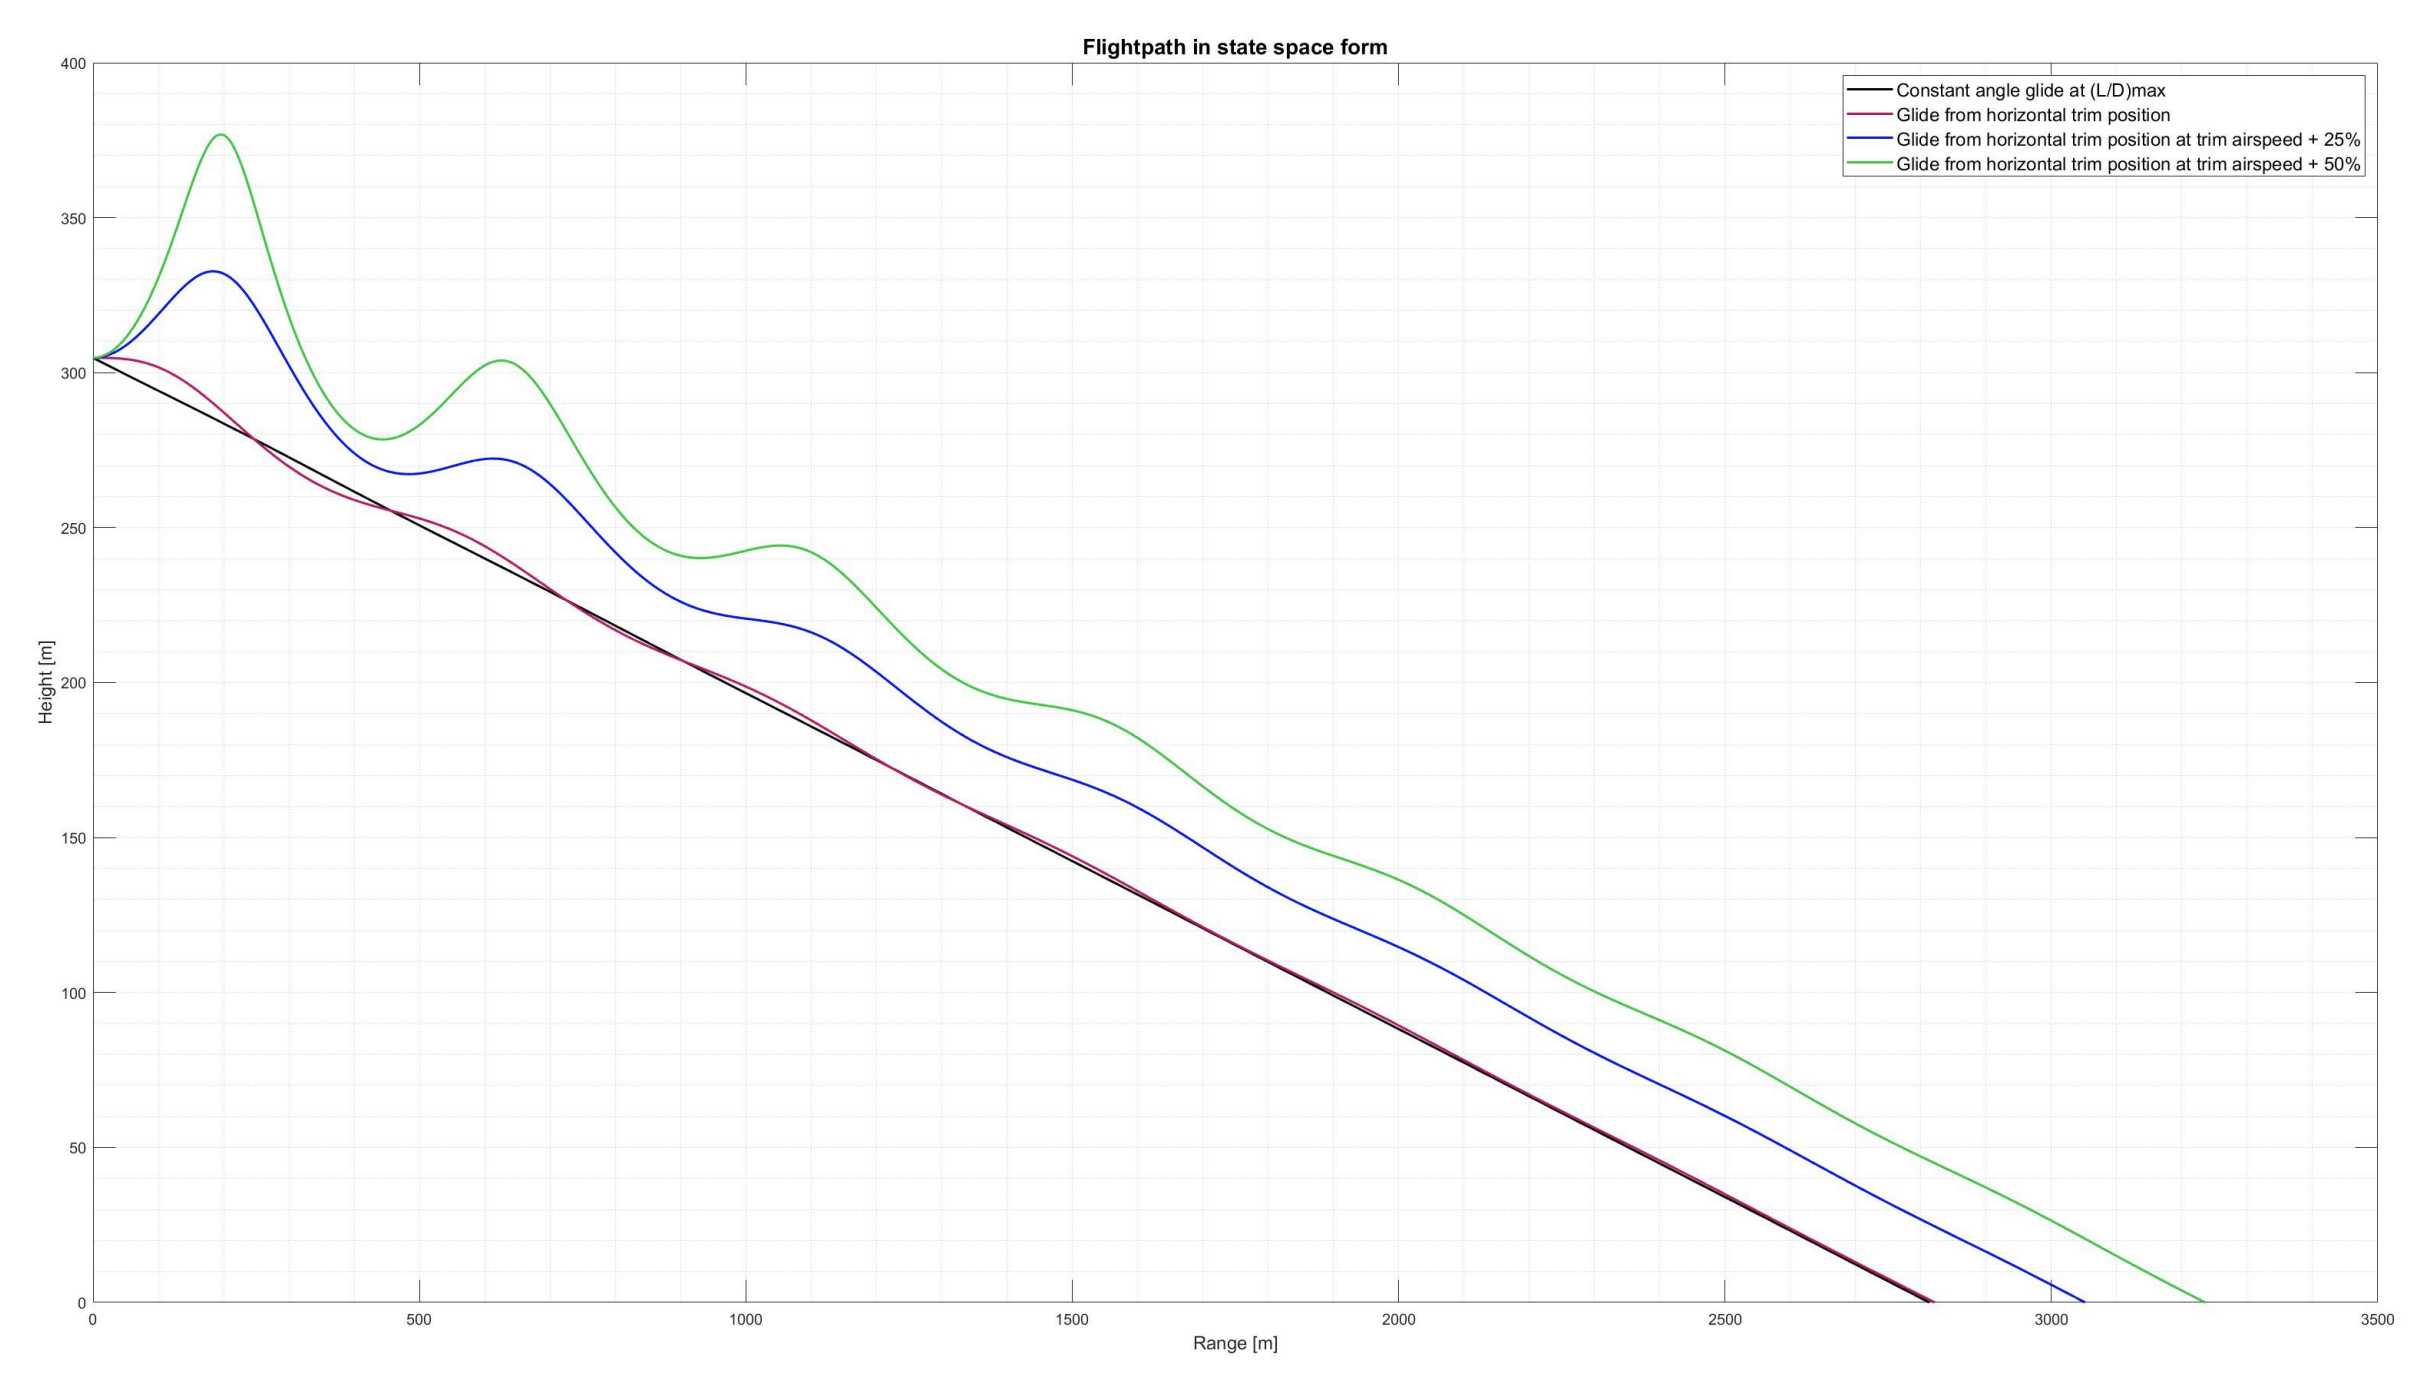 Flightpath in state space form
400
350
300
250
200
150
100
50
0
Height [m]
Constant angle glide at (L/D)max
Glide from horizontal trim position
Glide from horizontal trim position at trim airspeed + 25%
Glide from horizontal trim position at trim airspeed + 50%
0 500 1000 1500 2000 2500 3000 3500
Range [m]